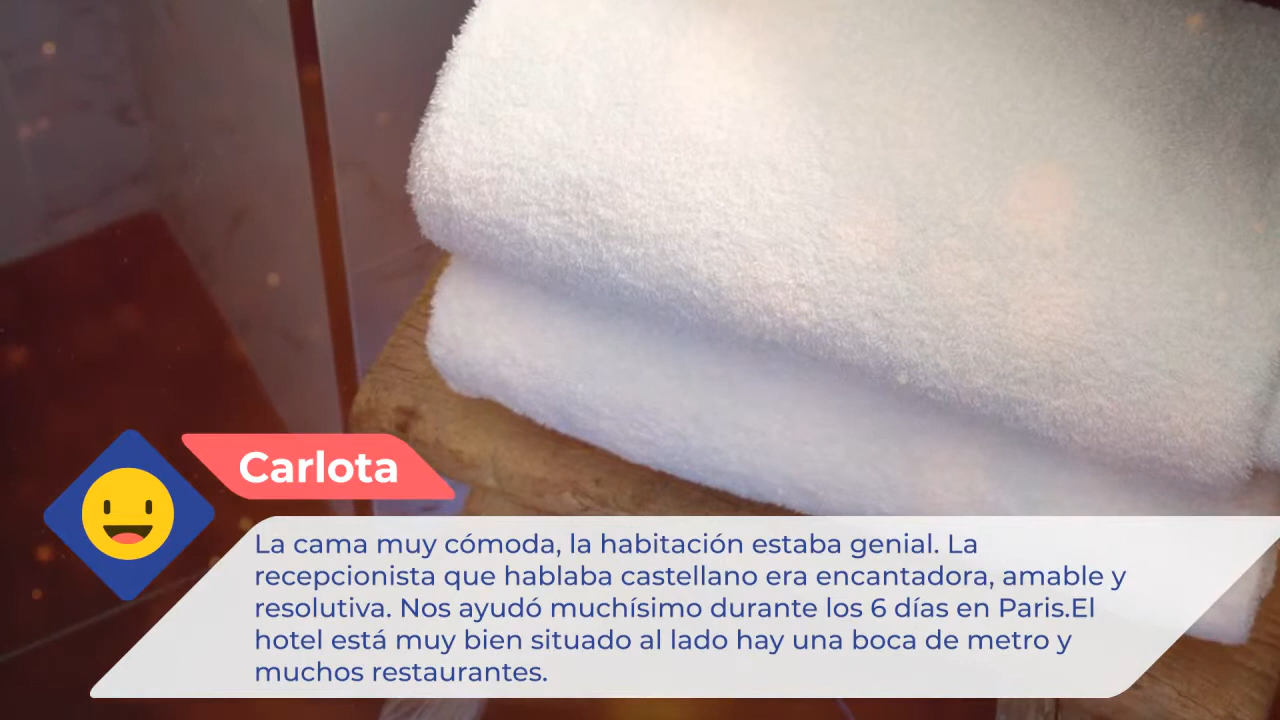 Carlota
La cama muy cómoda, la habitación estaba genial. La
recepcionista que hablaba castellano era encantadora, amable y
resolutiva. Nos ayudó muchísimo durante los 6 días en Paris.El
hotel está muy bien situado al lado hay una boca de metro y
muchos restaurantes.